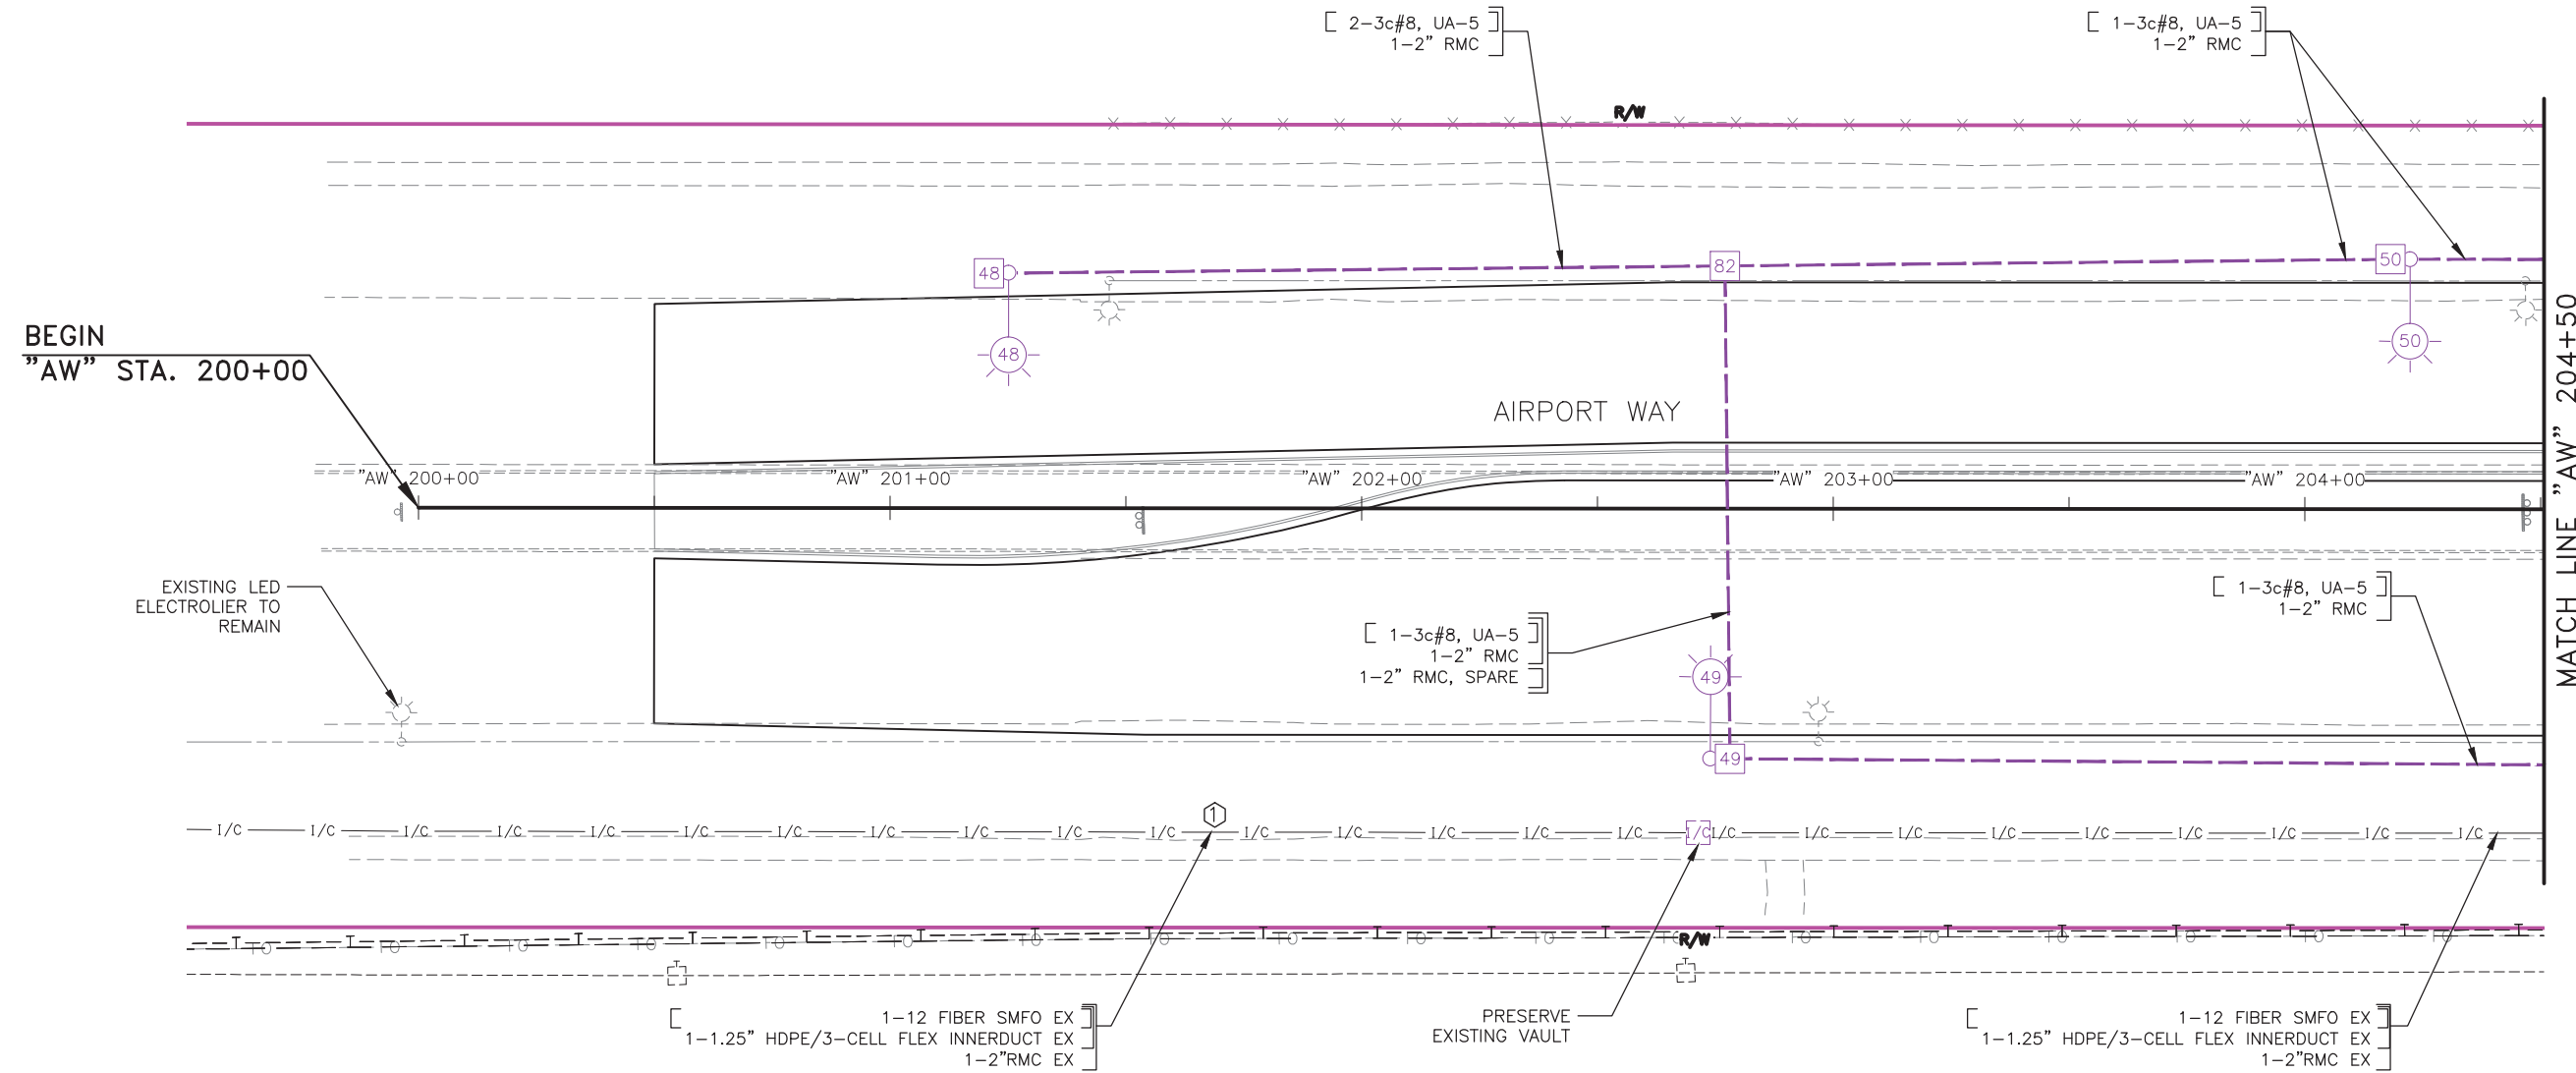 2-3c#8, UA-5
1-2" RMC
1-3c#8, UA-5
1-2" RMC
R/W
48
82
50
48
50
BEGIN
"AW" STA. 200+00
AIRPORT WAY
"AW" 200+00
"AW" 201+00
"AW" 202+00
"AW" 203+00
"AW" 204+00
MATCH LINE "AW" 204+50
EXISTING LED
ELECTROLIER TO
REMAIN
1-3c#8, UA-5
1-2" RMC
1-2" RMC, SPARE
1-3c#8, UA-5
1-2" RMC
49
49
1
I/C I/C I/C I/C I/C I/C I/C I/C I/C I/C I/C I/C I/C I/C I/C I/C I/C I/C I/C I/C I/C I/C I/C I/C I/C I/C
T T T T T T T T T T T T T T T T T T T T T
R/W
1-12 FIBER SMFO EX
1-1.25" HDPE/3-CELL FLEX INNERDUCT EX
1-2"RMC EX
PRESERVE
EXISTING VAULT
1-12 FIBER SMFO EX
1-1.25" HDPE/3-CELL FLEX INNERDUCT EX
1-2"RMC EX